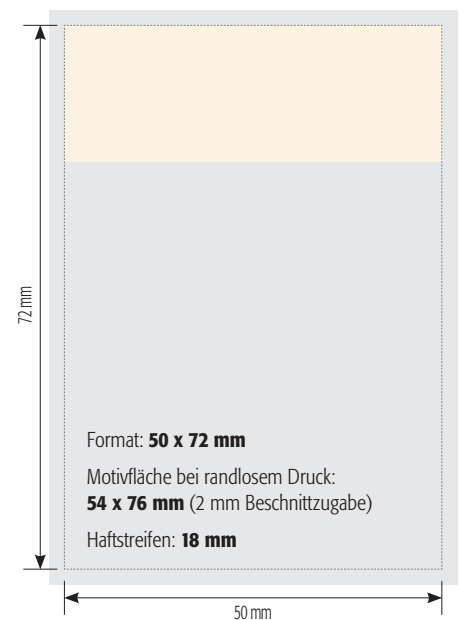 72 mm
Format: 50 x 72 mm
Motivfläche bei randlosem Druck:
54 x 76 mm (2 mm Beschnittzugabe)
Haftstreifen: 18 mm
50 mm